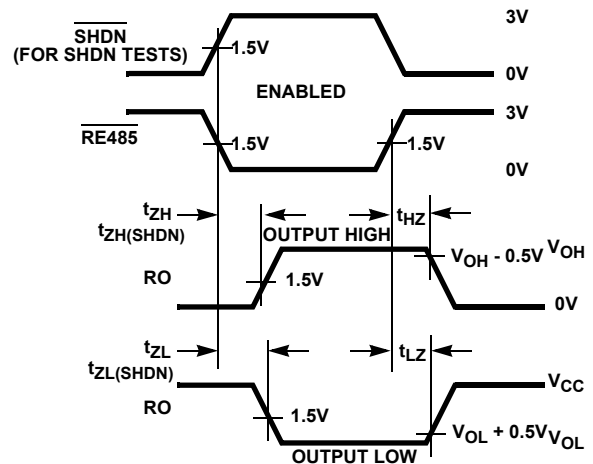 SHDN
(FOR SHDN TESTS)
3V
1.5V
0V
ENABLED
3V
RE485
1.5V
1.5V
0V
tZH
tZH(SHDN)
tHZ
OUTPUT HIGH
VOH - 0.5V
VOH
RO
1.5V
0V
tZL
tZL(SHDN)
tLZ
VCC
RO
1.5V
VOL + 0.5V
VOL
OUTPUT LOW